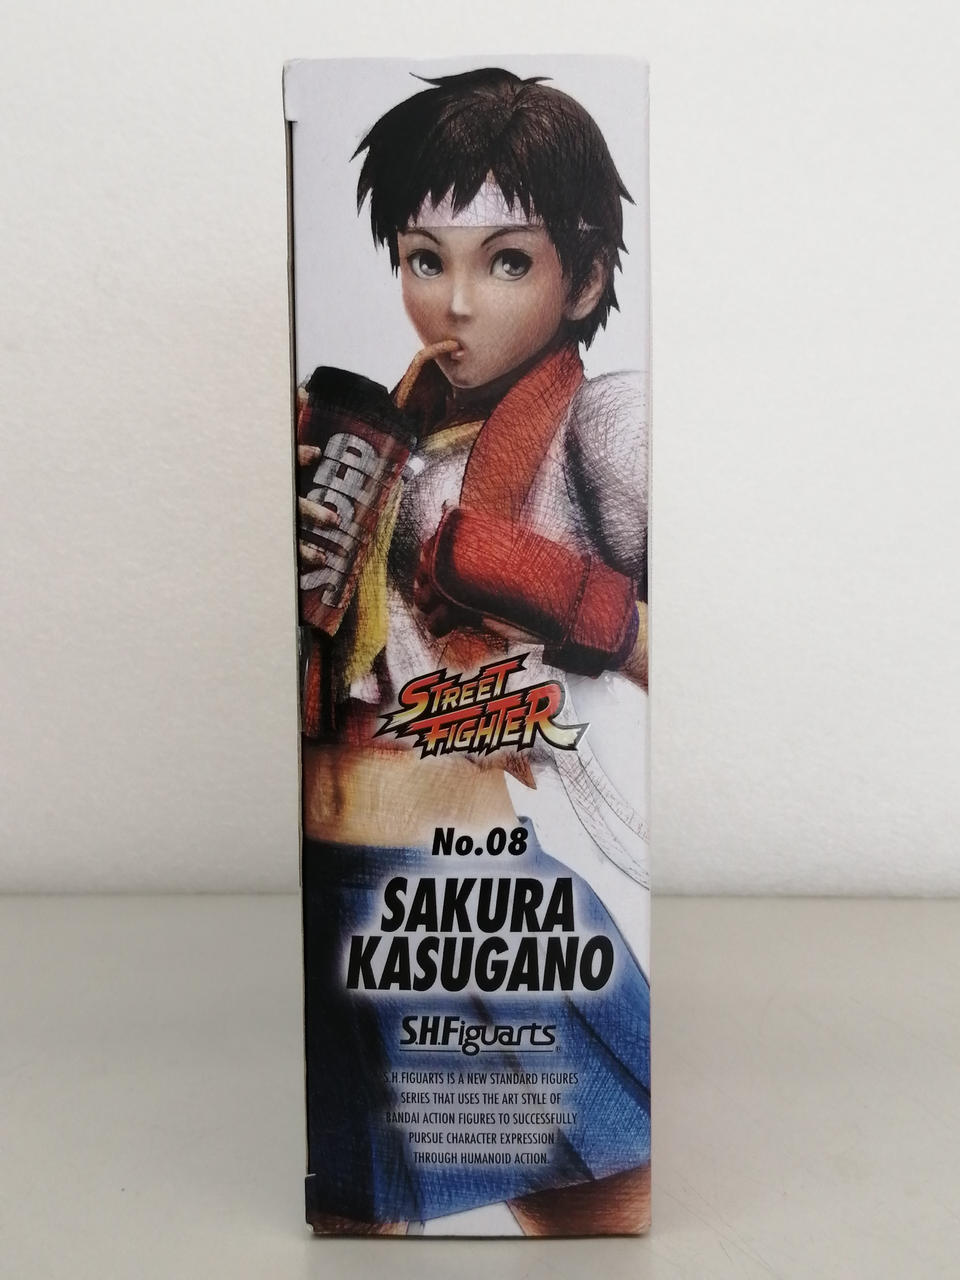 SUPER
STREET
FIGHTER
No.08
SAKURA
KASUGANO
S.H.Figuarts
S.H.FIGUARTS IS A NEW STANDARD FIGURES
SERIES THAT USES THE ART STYLE OF
BANDAI ACTION FIGURES TO SUCCESSFULLY
PURSUE CHARACTER EXPRESSION
THROUGH HUMANOID ACTION.